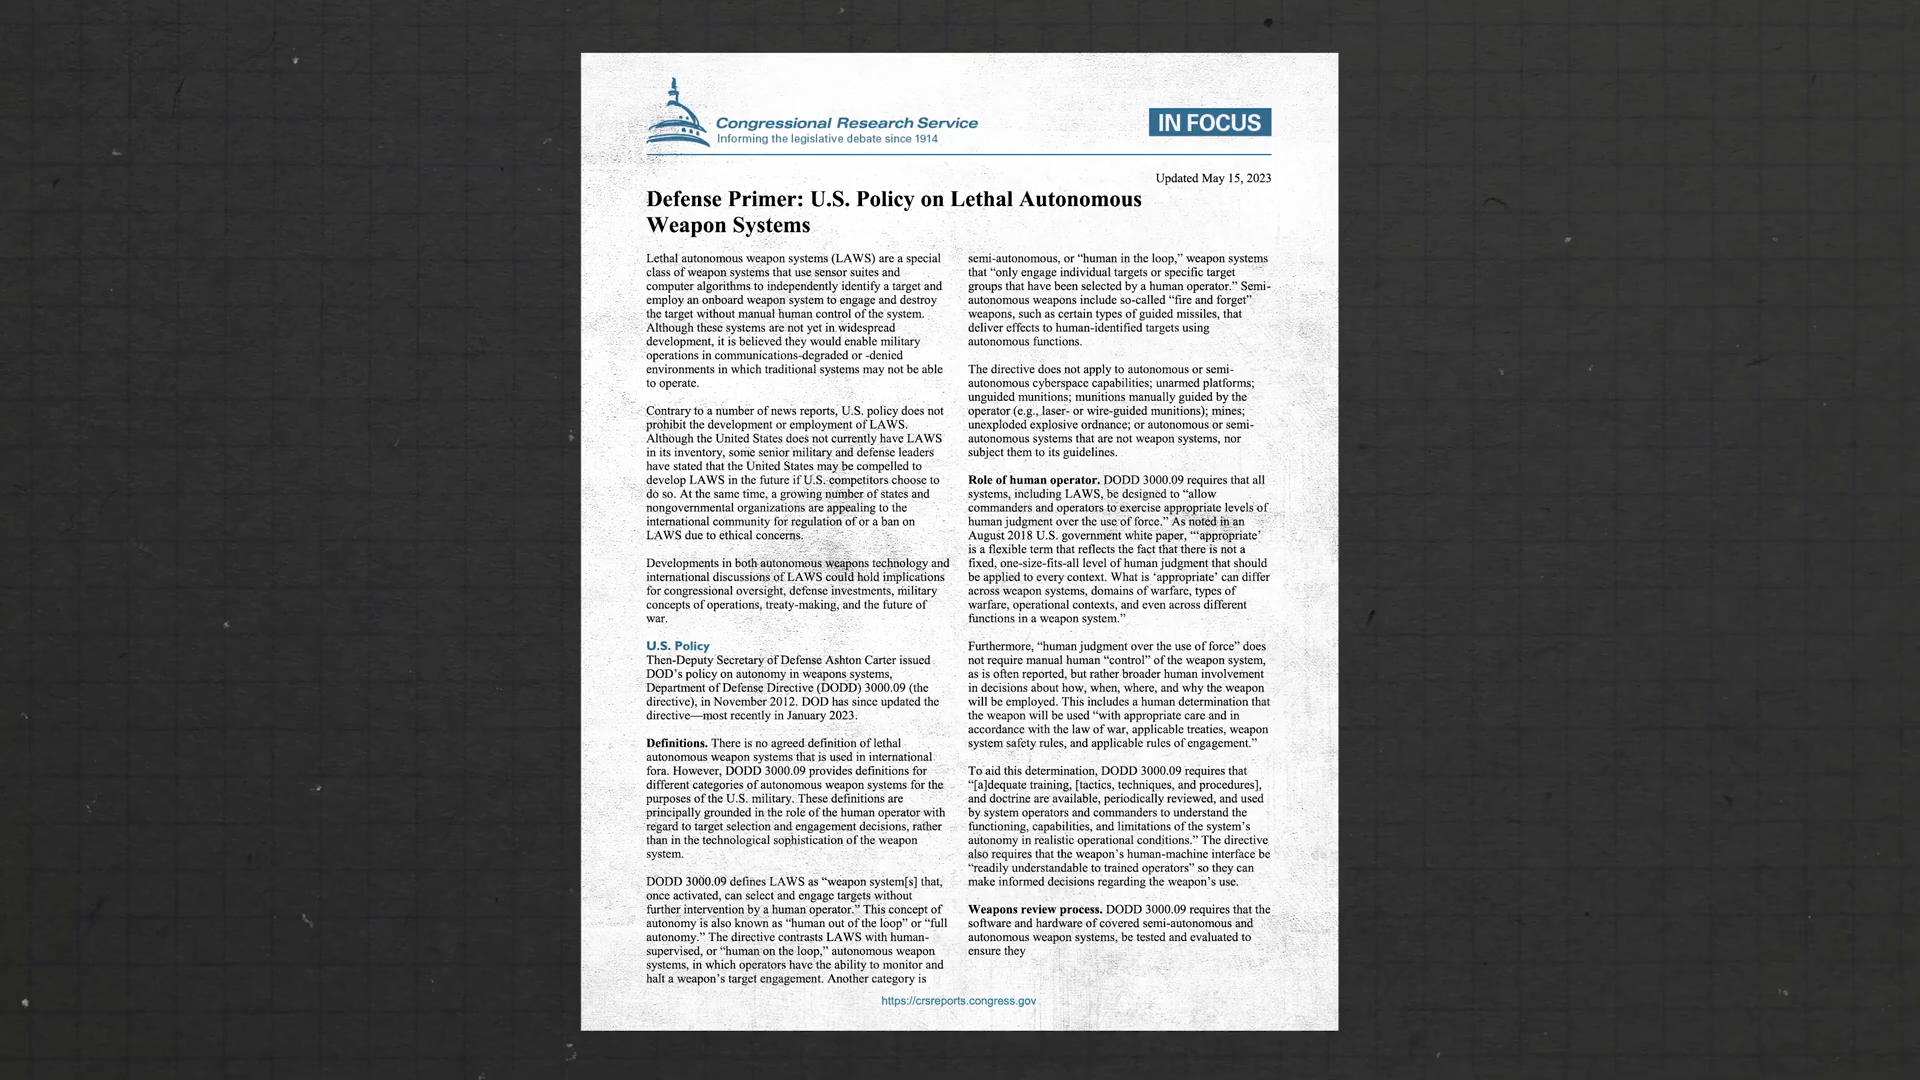 Congressional Research Service
Informing the legislative debate since 1914
IN FOCUS
Updated May 15, 2023
Defense Primer: U.S. Policy on Lethal Autonomous
Weapon Systems
Lethal autonomous weapon systems (LAWS) are a special
class of weapon systems that use sensor suites and
computer algorithms to independently identify a target and
employ an onboard weapon system to engage and destroy
the target without manual human control of the system.
Although these systems are not yet in widespread
development, it is believed they would enable military
operations in communications-degraded or -denied
environments in which traditional systems may not be able
to operate.
Contrary to a number of news reports, U.S. policy does not
prohibit the development or employment of LAWS.
Although the United States does not currently have LAWS
in its inventory, some senior military and defense leaders
have stated that the United States may be compelled to
develop LAWS in the future if U.S. competitors choose to
do so. At the same time, a growing number of states and
nongovernmental organizations are appealing to the
international community for regulation of or a ban on
LAWS due to ethical concerns.
Developments in both autonomous weapons technology and
international discussions of LAWS could hold implications
for congressional oversight, defense investments, military
concepts of operations, treaty-making, and the future of
war.
U.S. Policy
Then-Deputy Secretary of Defense Ashton Carter issued
DOD's policy on autonomy in weapons systems,
Department of Defense Directive (DODD) 3000.09 (the
directive), in November 2012. DOD has since updated the
directive—most recently in January 2023.
Definitions. There is no agreed definition of lethal
autonomous weapon systems that is used in international
fora. However, DODD 3000.09 provides definitions for
different categories of autonomous weapon systems for the
purposes of the U.S. military. These definitions are
principally grounded in the role of the human operator with
regard to target selection and engagement decisions, rather
than in the technological sophistication of the weapon
system.
DODD 3000.09 defines LAWS as “weapon system[s] that,
once activated, can select and engage targets without
further intervention by a human operator.” This concept of
autonomy is also known as “human out of the loop” or “full
autonomy.” The directive contrasts LAWS with human-
supervised, or “human on the loop,” autonomous weapon
systems, in which operators have the ability to monitor and
halt a weapon’s target engagement. Another category is
semi-autonomous, or “human in the loop,” weapon systems
that “only engage individual targets or specific target
groups that have been selected by a human operator.” Semi-
autonomous weapons include so-called “fire and forget”
weapons, such as certain types of guided missiles, that
deliver effects to human-identified targets using
autonomous functions.
The directive does not apply to autonomous or semi-
autonomous cyberspace capabilities; unarmed platforms;
unguided munitions; munitions manually guided by the
operator (e.g., laser- or wire-guided munitions); mines;
unexploded explosive ordnance; or autonomous or semi-
autonomous systems that are not weapon systems, nor
subject them to its guidelines.
Role of human operator. DODD 3000.09 requires that all
systems, including LAWS, be designed to “allow
commanders and operators to exercise appropriate levels of
human judgment over the use of force.” As noted in an
August 2018 U.S. government white paper, “‘appropriate’
is a flexible term that reflects the fact that there is not a
fixed, one-size-fits-all level of human judgment that should
be applied to every context. What is ‘appropriate’ can differ
across weapon systems, domains of warfare, types of
warfare, operational contexts, and even across different
functions in a weapon system.”
Furthermore, “human judgment over the use of force” does
not require manual human “control” of the weapon system,
as is often reported, but rather broader human involvement
in decisions about how, when, where, and why the weapon
will be employed. This includes a human determination that
the weapon will be used “with appropriate care and in
accordance with the law of war, applicable treaties, weapon
system safety rules, and applicable rules of engagement.”
To aid this determination, DODD 3000.09 requires that
“[a]dequate training, [tactics, techniques, and procedures],
and doctrine are available, periodically reviewed, and used
by system operators and commanders to understand the
functioning, capabilities, and limitations of the system’s
autonomy in realistic operational conditions.” The directive
also requires that the weapon’s human-machine interface be
“readily understandable to trained operators” so they can
make informed decisions regarding the weapon’s use.
Weapons review process. DODD 3000.09 requires that the
software and hardware of covered semi-autonomous and
autonomous weapon systems, be tested and evaluated to
ensure they
https://crsreports.congress.gov